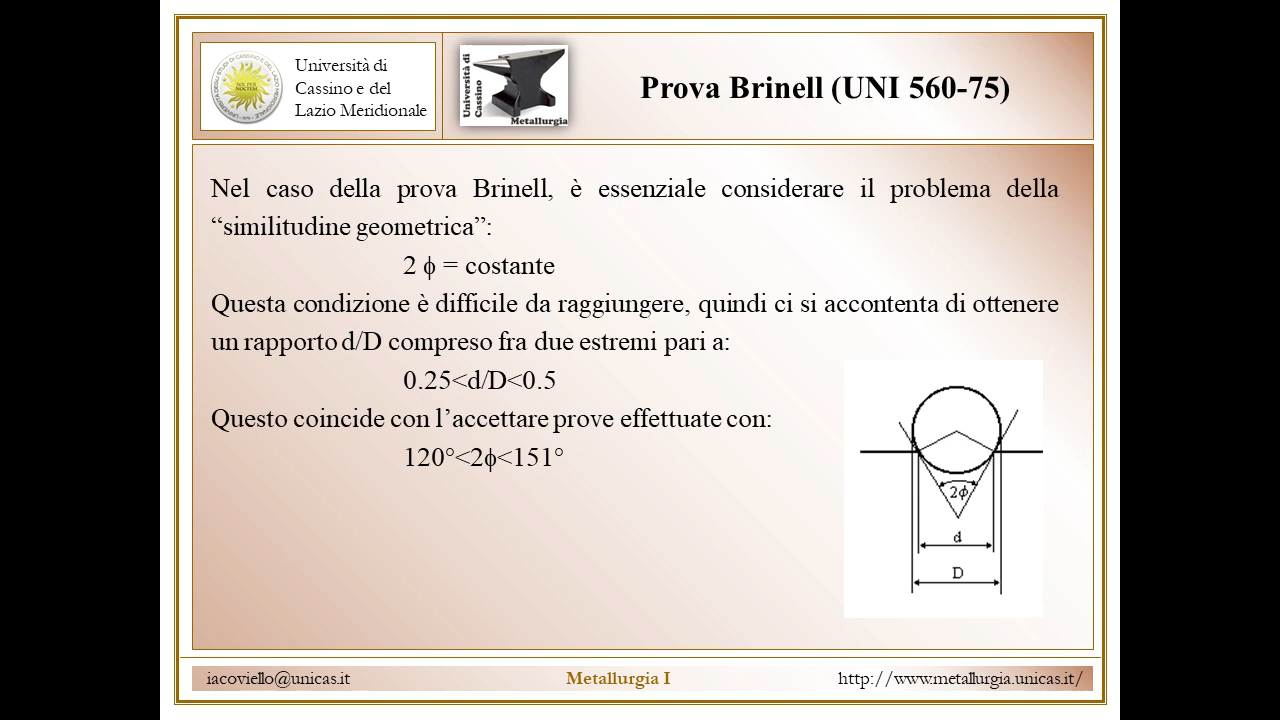 Università di
Cassino e del
Lazio Meridionale
Università di
Cassino
Metallurgia
Prova Brinell (UNI 560-75)
Nel caso della prova Brinell, è essenziale considerare il problema della
“similitudine geometrica”:
2 ϕ = costante
Questa condizione è difficile da raggiungere, quindi ci si accontenta di ottenere
un rapporto d/D compreso fra due estremi pari a:
0.25<d/D<0.5
Questo coincide con l’accettare prove effettuate con:
120°<2ϕ<151°
2ϕ
d
D
iacoviello@unicas.it
Metallurgia I
http://www.metallurgia.unicas.it/